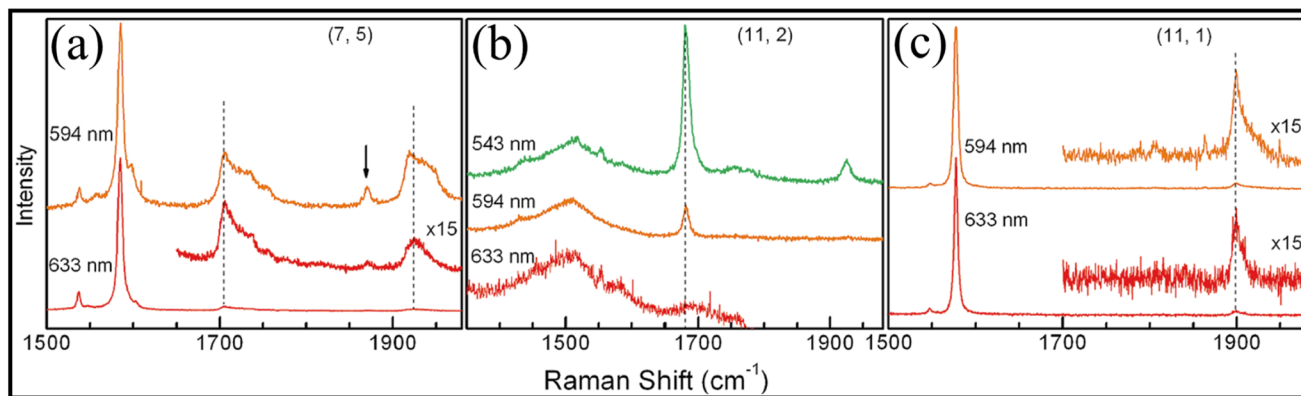 (a)
(7, 5)
594 nm
x15
633 nm
1500
1700
1900
(b)
(11, 2)
543 nm
594 nm
633 nm
1500
1700
1900
(c)
(11, 1)
x15
594 nm
633 nm
x15
1500
1700
1900
Intensity
Raman Shift (cm⁻¹)